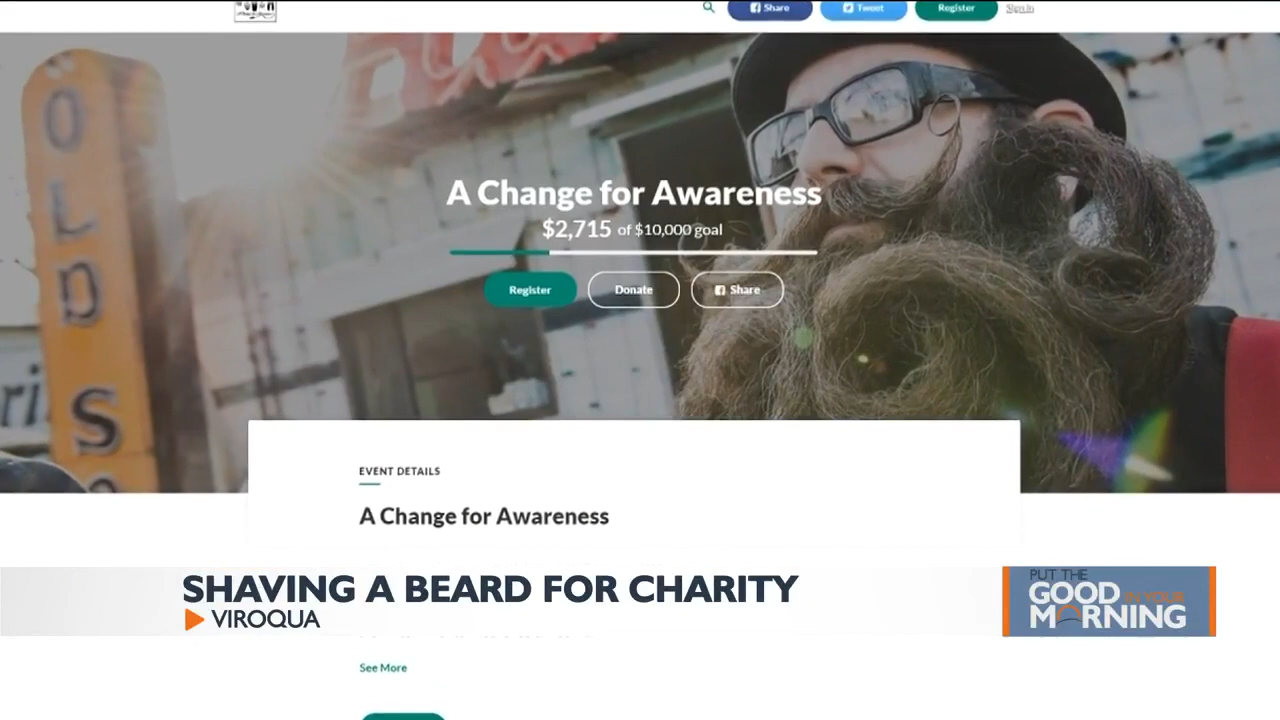 Share
Tweet
Register
Sign In
OLD S
A Change for Awareness
$2,715 of $10,000 goal
Register
Donate
Share
EVENT DETAILS
A Change for Awareness
SHAVING A BEARD FOR CHARITY
VIROQUA
PUT THE
GOOD IN YOUR
MORNING
See More